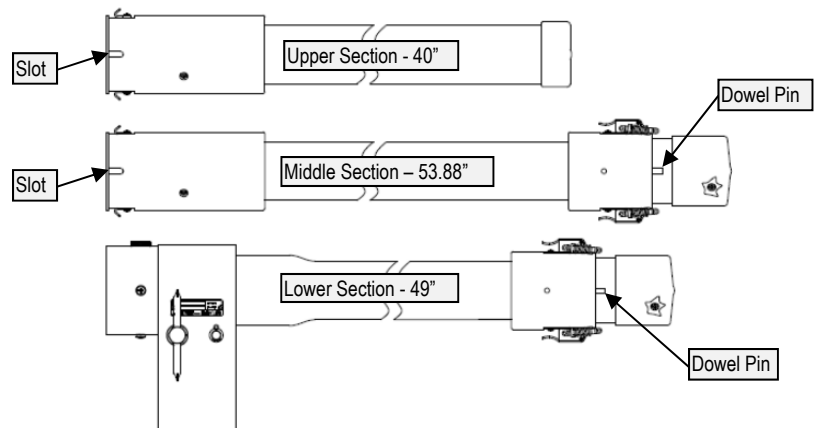 Slot
Upper Section - 40”
Dowel Pin
Slot
Middle Section – 53.88”
Lower Section - 49”
Dowel Pin